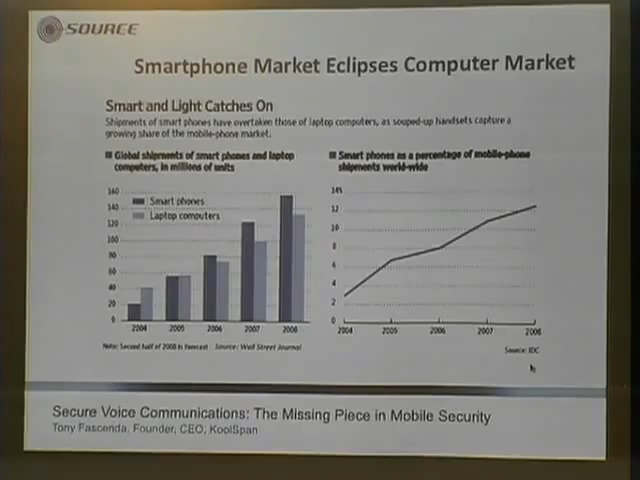 SOURCE
Smartphone Market Eclipses Computer Market
Smart and Light Catches On
Shipments of smart phones have overtaken those of laptop computers, as souped-up handsets capture a
growing share of the mobile-phone market.
Global shipments of smart phones and laptop
computers, in millions of units
160
140
120
100
80
60
40
20
0
Smart phones
Laptop computers
2004 2005 2006 2007 2008
Note: Second half of 2008 is forecast Source: Wall Street Journal
Smart phones as a percentage of mobile-phone
shipments world-wide
14%
12
10
8
6
4
2
0
2004 2005 2006 2007 2008
Source: IDC
Secure Voice Communications: The Missing Piece in Mobile Security
Tony Fascenda, Founder, CEO, KoolSpan